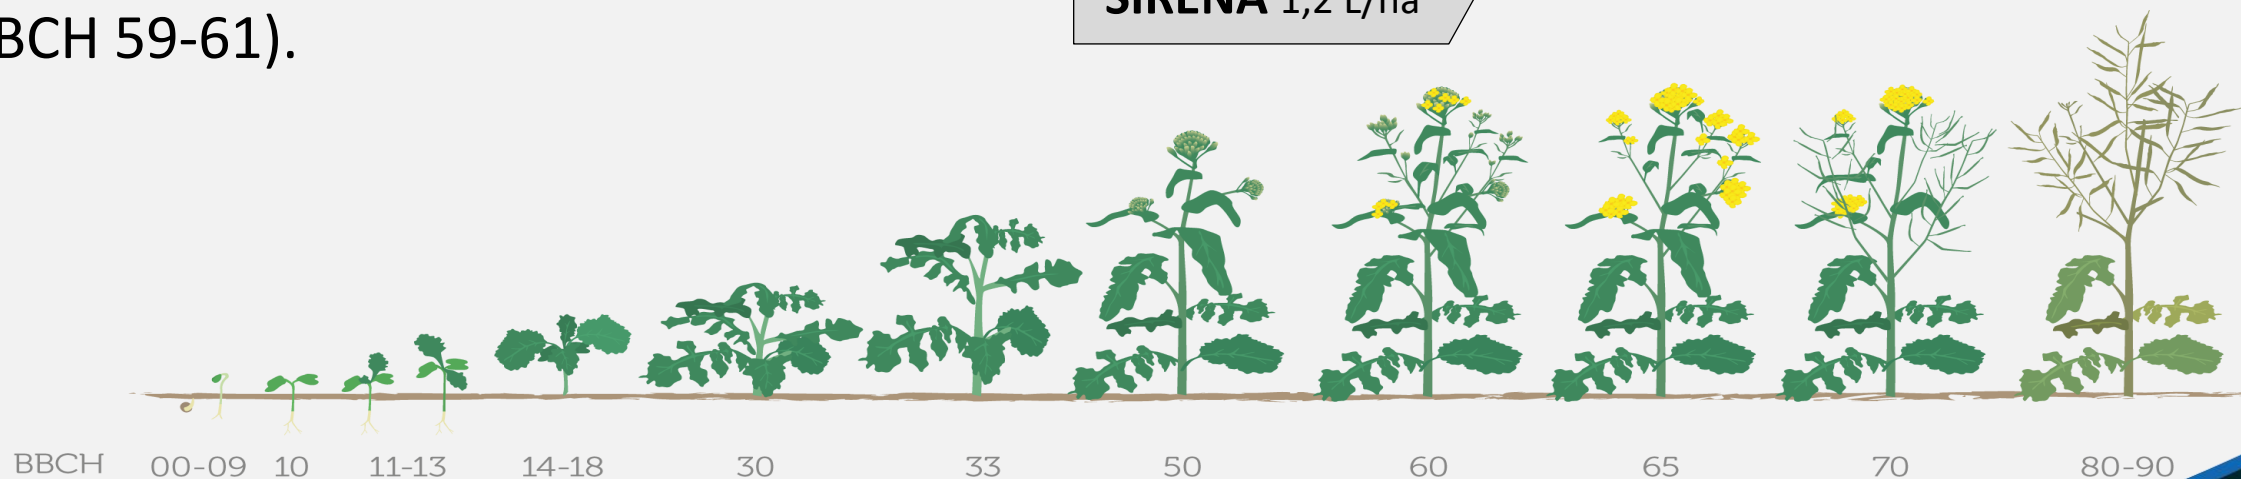 SIRENA 1,2 L/ha
BCH 59-61).
BBCH 00-09 10 11-13 14-18 30 33 50 60 65 70 80-90